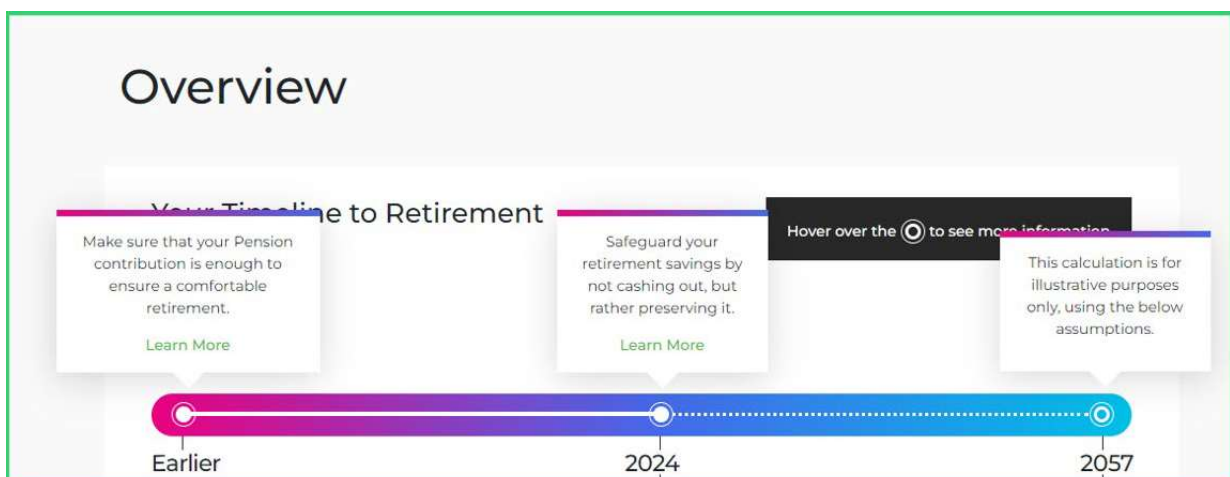 Overview
Your Timeline to Retirement
Hover over the to see more information
Make sure that your Pension
contribution is enough to
ensure a comfortable
retirement.
Learn More
Safeguard your
retirement savings by
not cashing out, but
rather preserving it.
Learn More
This calculation is for
illustrative purposes
only, using the below
assumptions.
Earlier
2024
2057